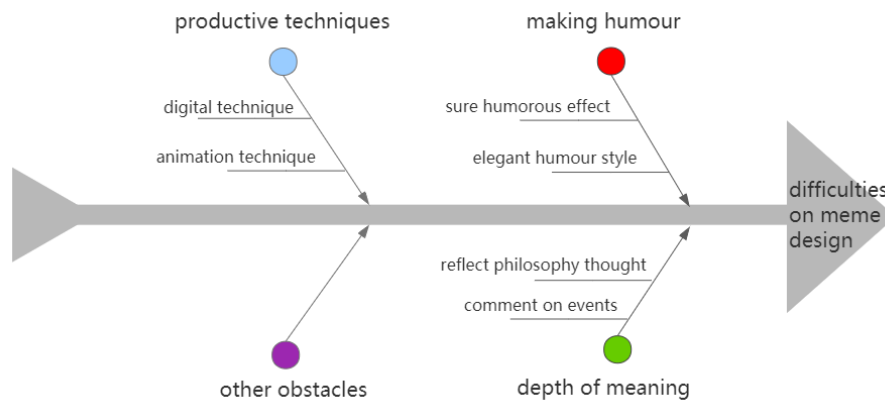 productive techniques
making humour
digital technique
sure humorous effect
animation technique
elegant humour style
difficulties
on meme
design
reflect philosophy thought
comment on events
other obstacles
depth of meaning